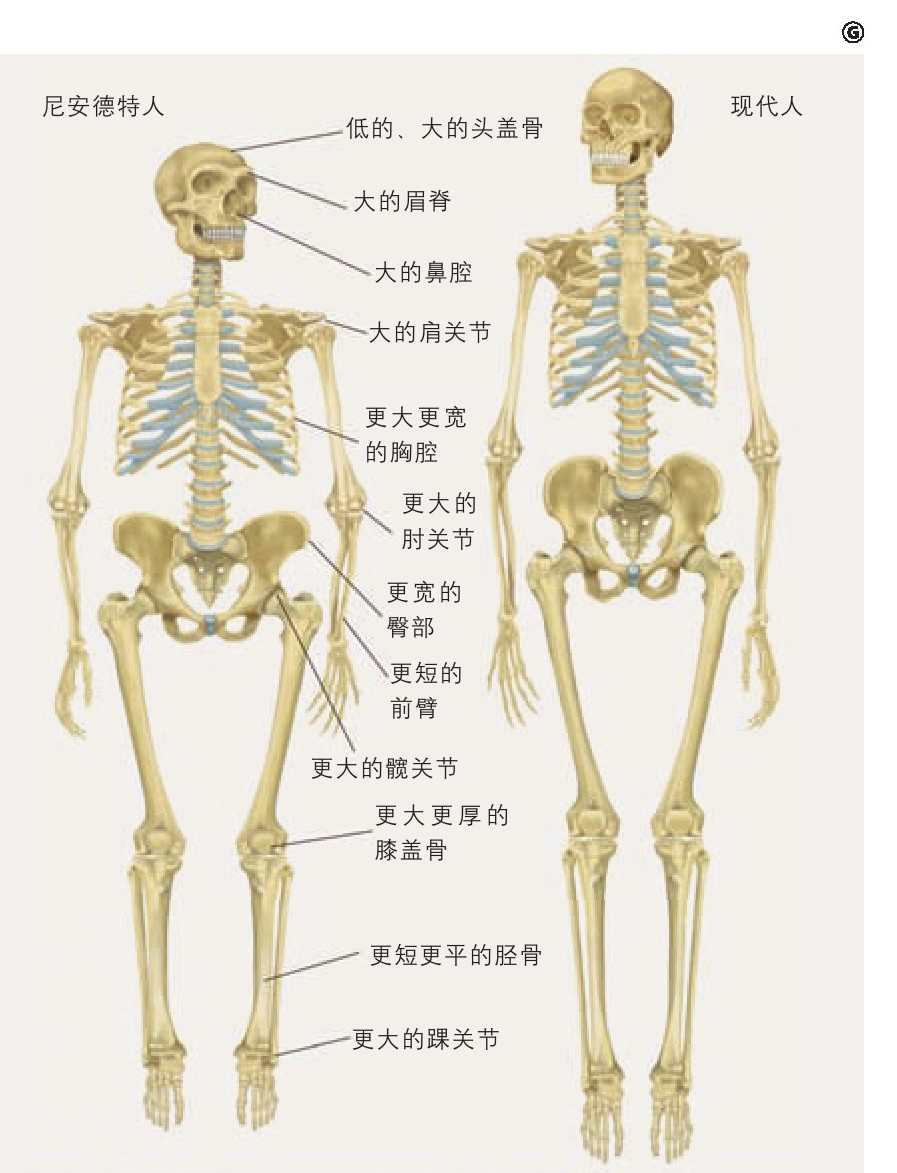 G
尼安德特人
现代人
低的、大的头盖骨
大的眉脊
大的鼻腔
大的肩关节
更大更宽
的胸腔
更大的
肘关节
更宽的
臀部
更短的
前臂
更大的髋关节
更大更厚的
膝盖骨
更短更平的胫骨
更大的踝关节